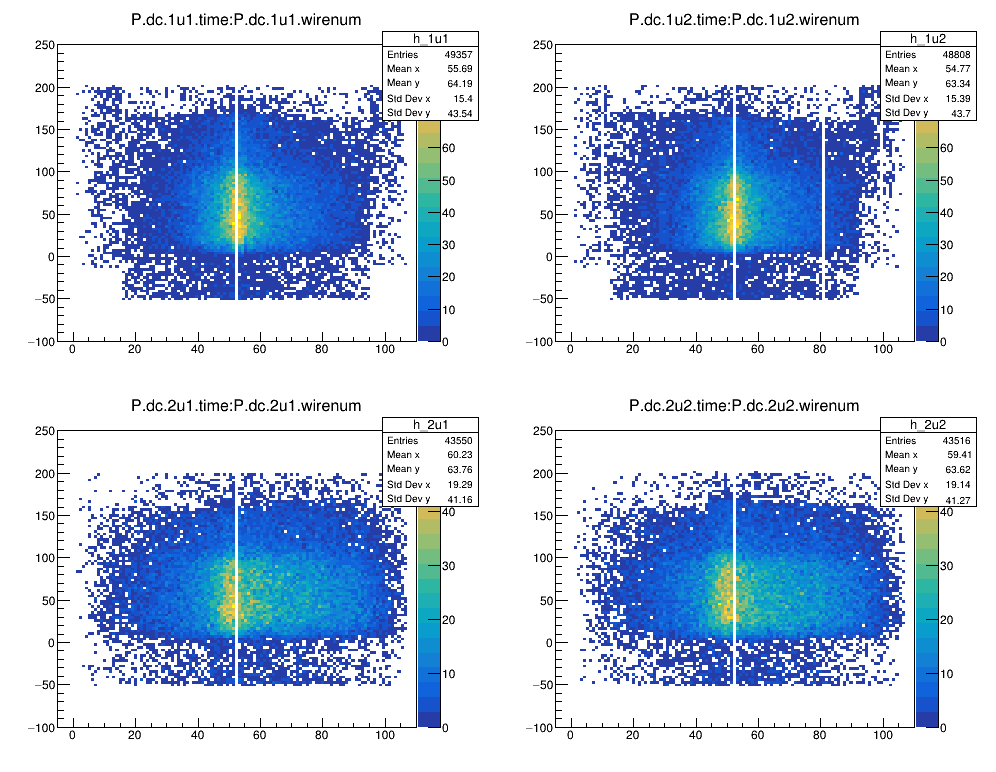 P.dc.1u1.time:P.dc.1u1.wirenum
h_1u1
Entries 49357
Mean x 55.69
Mean y 64.19
Std Dev x 15.4
Std Dev y 43.54
250
200
150
100
50
0
−50
−100
0 20 40 60 80 100
60
50
40
30
20
10
0
P.dc.1u2.time:P.dc.1u2.wirenum
h_1u2
Entries 48808
Mean x 54.77
Mean y 63.34
Std Dev x 15.39
Std Dev y 43.7
250
200
150
100
50
0
−50
−100
0 20 40 60 80 100
60
50
40
30
20
10
0
P.dc.2u1.time:P.dc.2u1.wirenum
h_2u1
Entries 43550
Mean x 60.23
Mean y 63.76
Std Dev x 19.29
Std Dev y 41.16
250
200
150
100
50
0
−50
−100
0 20 40 60 80 100
40
30
20
10
0
P.dc.2u2.time:P.dc.2u2.wirenum
h_2u2
Entries 43516
Mean x 59.41
Mean y 63.62
Std Dev x 19.14
Std Dev y 41.27
250
200
150
100
50
0
−50
−100
0 20 40 60 80 100
40
30
20
10
0